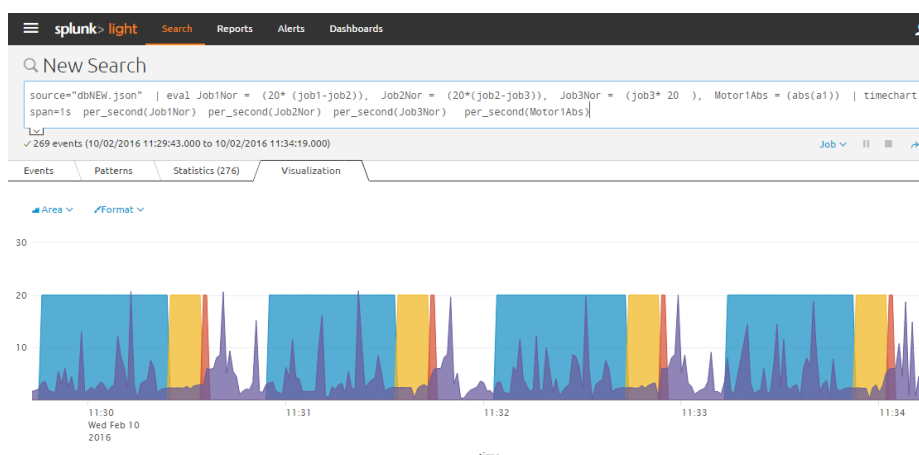 splunk> light Search Reports Alerts Dashboards
New Search
source="dbNEW.json" | eval Job1Nor = (20* (job1-job2)), Job2Nor = (20*(job2-job3)), Job3Nor = (job3* 20 ), Motor1Abs = (abs(a1)) | timechart
span=1s per_second(Job1Nor) per_second(Job2Nor) per_second(Job3Nor) per_second(Motor1Abs)
269 events (10/02/2016 11:29:43.000 to 10/02/2016 11:34:19.000) Job
Events Patterns Statistics (276) Visualization
Area Format
30
20
10
11:30 11:31 11:32 11:33 11:34
Wed Feb 10
2016